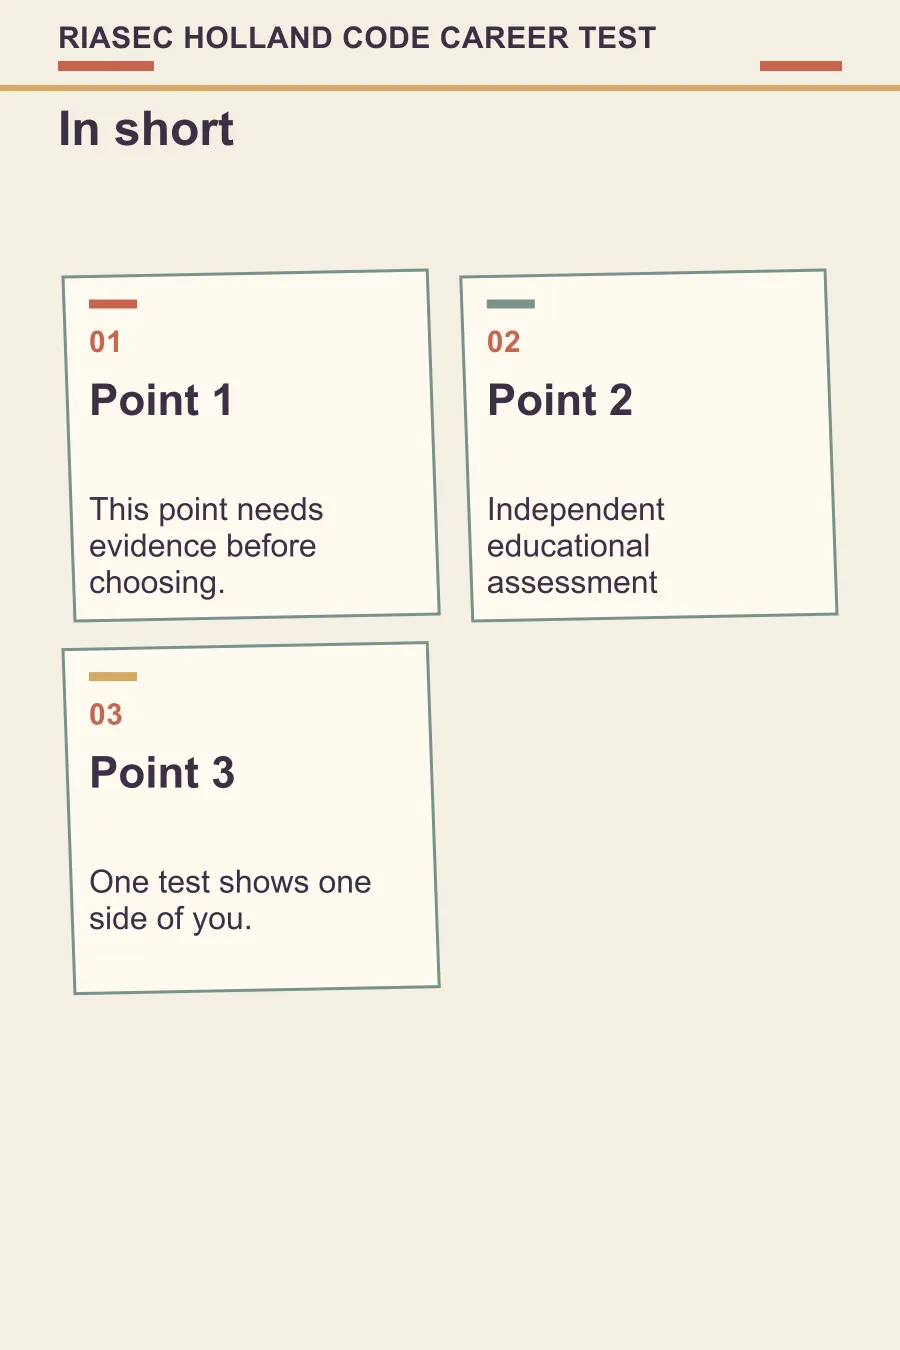 RIASEC HOLLAND CODE CAREER TEST
In short
01
Point 1
This point needs
evidence before
choosing.
02
Point 2
Independent
educational
assessment
03
Point 3
One test shows one
side of you.